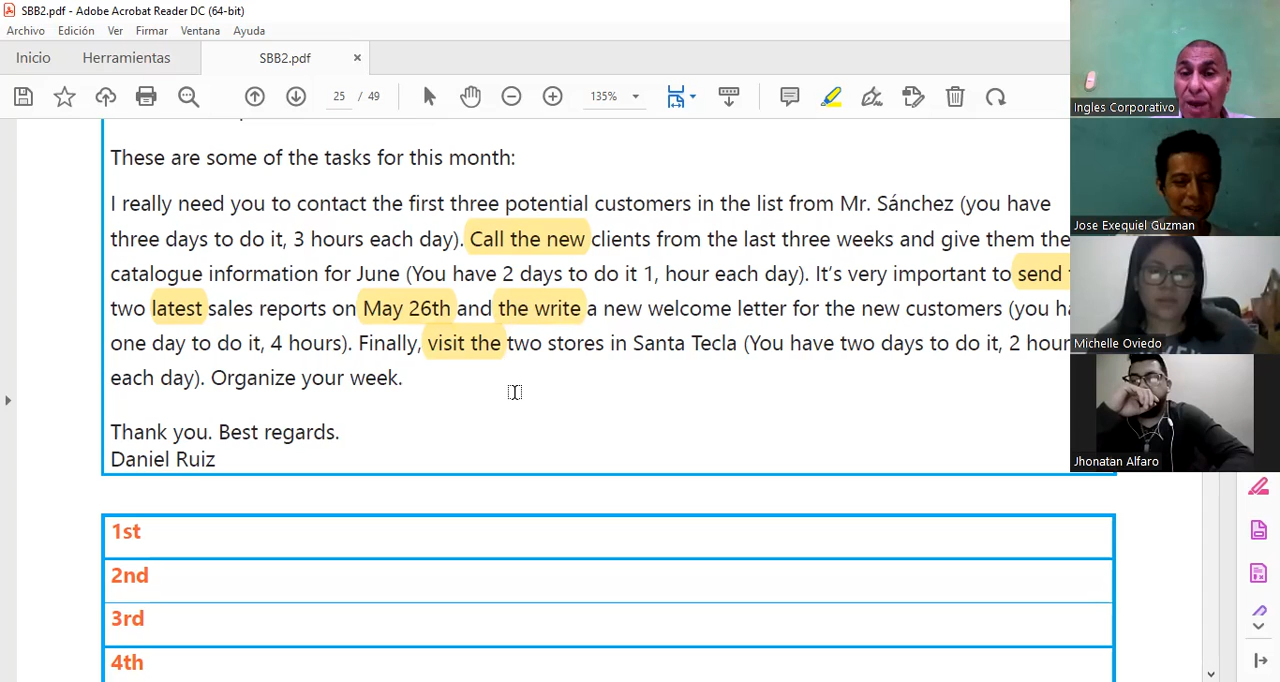 SBB2.pdf - Adobe Acrobat Reader DC (64-bit)
Archivo Edición Ver Firmar Ventana Ayuda
Inicio Herramientas SBB2.pdf ×
25 / 49 135%
These are some of the tasks for this month:
I really need you to contact the first three potential customers in the list from Mr. Sánchez (you have
three days to do it, 3 hours each day). Call the new clients from the last three weeks and give them the
catalogue information for June (You have 2 days to do it 1, hour each day). It's very important to send
two latest sales reports on May 26th and the write a new welcome letter for the new customers (you
one day to do it, 4 hours). Finally, visit the two stores in Santa Tecla (You have two days to do it, 2
each day). Organize your week.
Thank you. Best regards.
Daniel Ruiz
1st
2nd
3rd
4th
Ingles Corporativo
Jose Exequiel Guzman
Michelle Oviedo
Jhonatan Alfaro